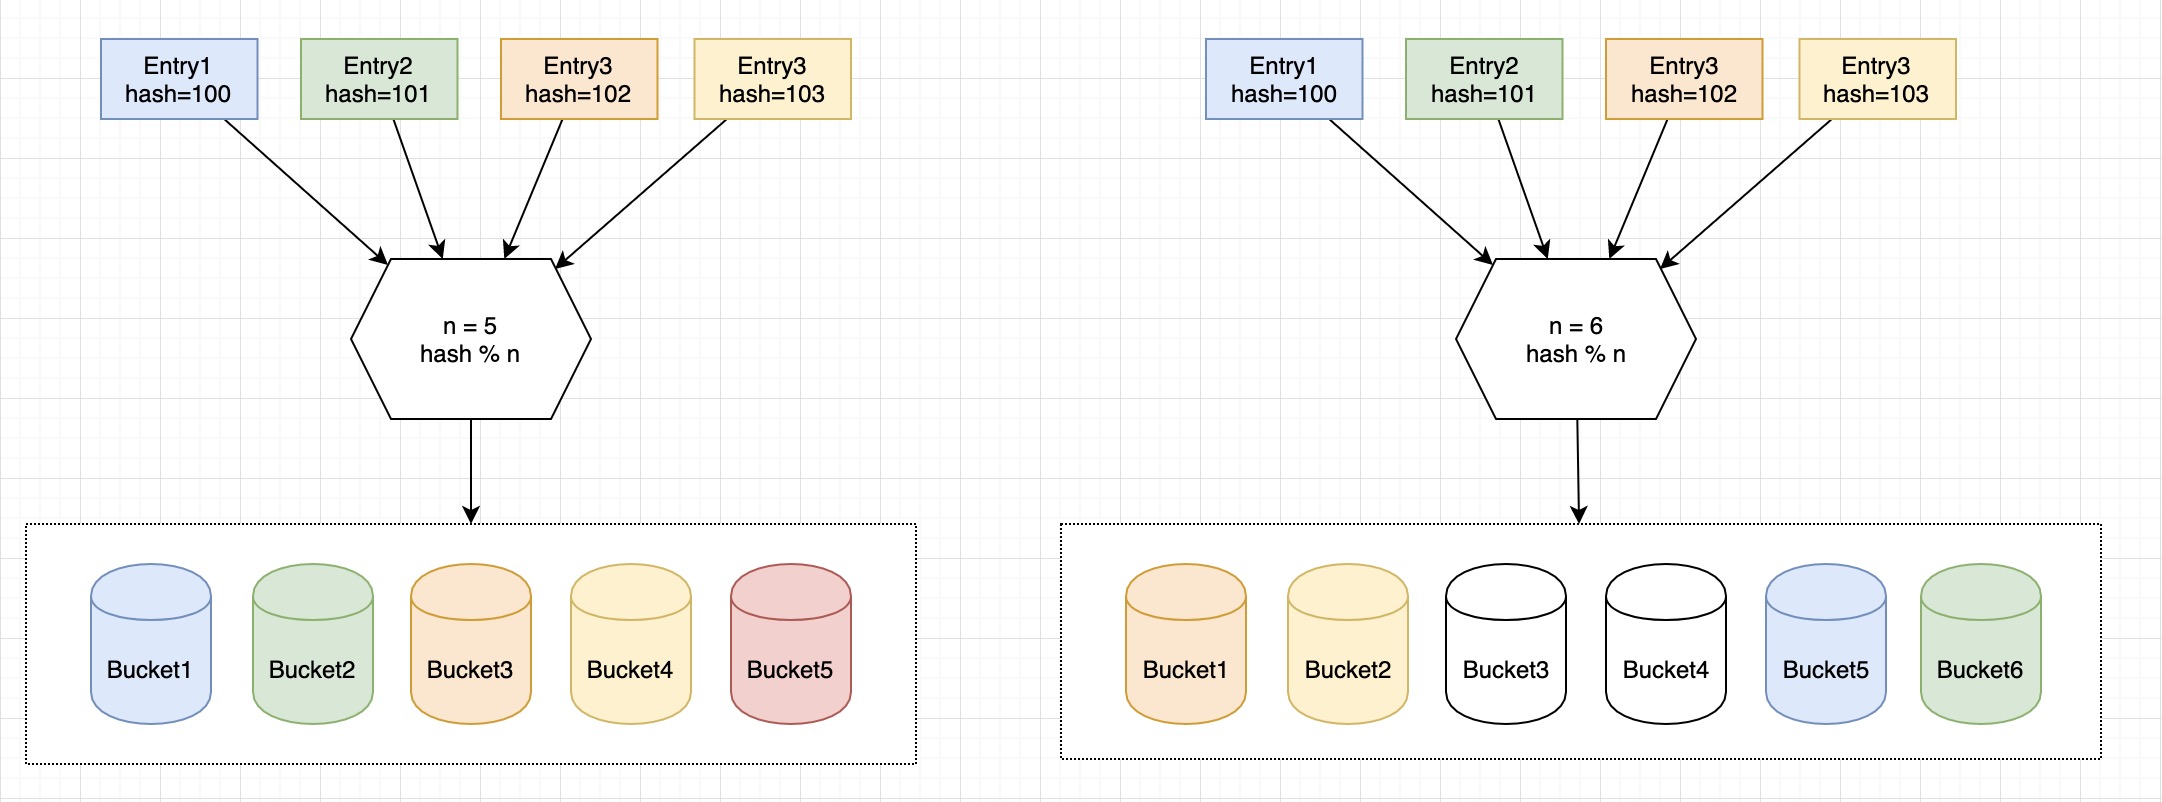 Entry1
hash=100
Entry2
hash=101
Entry3
hash=102
Entry3
hash=103
n = 5
hash % n
Bucket1
Bucket2
Bucket3
Bucket4
Bucket5
Entry1
hash=100
Entry2
hash=101
Entry3
hash=102
Entry3
hash=103
n = 6
hash % n
Bucket1
Bucket2
Bucket3
Bucket4
Bucket5
Bucket6